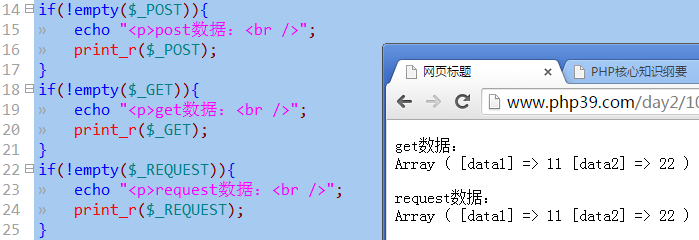 14 if(!empty($_POST)){
15 » echo "<p>post数据：<br />";
16 » print_r($_POST);
17 }
18 if(!empty($_GET)){
19 » echo "<p>get数据：<br />";
20 » print_r($_GET);
21 }
22 if(!empty($_REQUEST)){
23 » echo "<p>request数据：<br />";
24 » print_r($_REQUEST);
25 }
网页标题 × PHP核心知识纲要
www.php39.com/day2/10
get数据：
Array ( [data1] => 11 [data2] => 22 )
request数据：
Array ( [data1] => 11 [data2] => 22 )